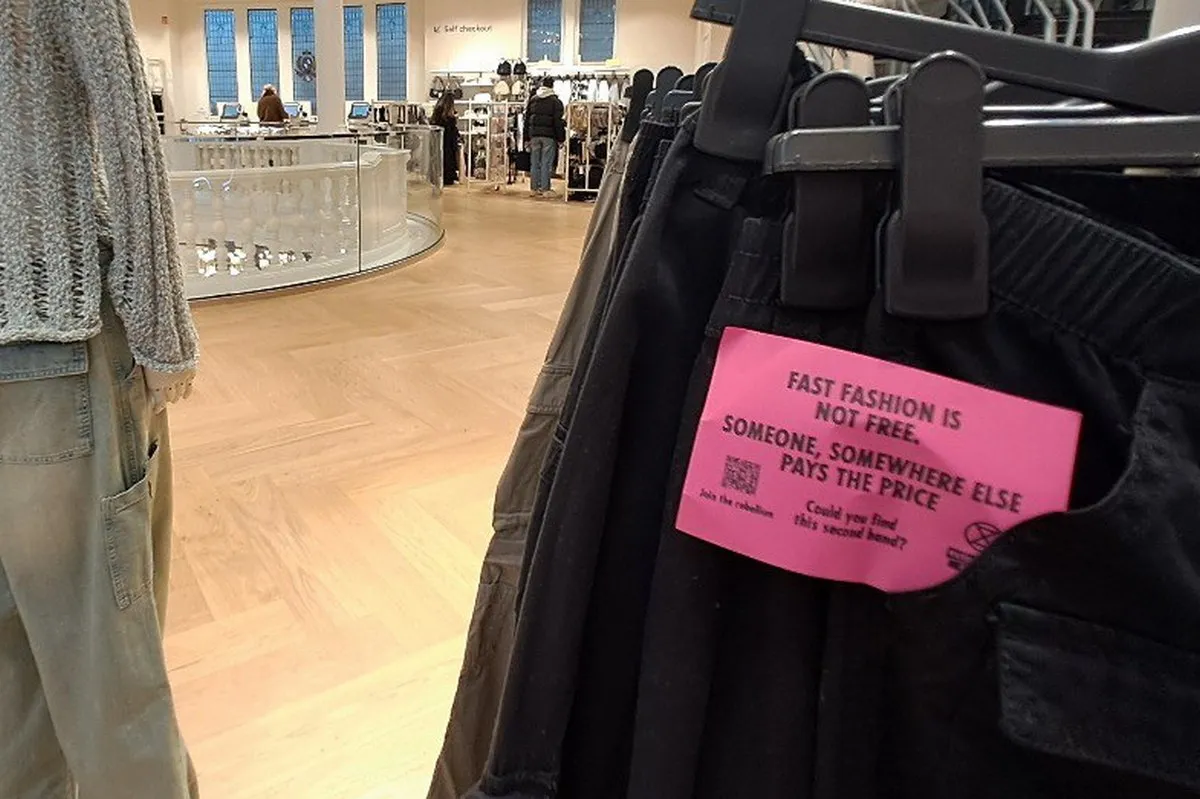 Self checkout
FAST FASHION IS
NOT FREE.
SOMEONE, SOMEWHERE ELSE
PAYS THE PRICE
Join the rebellion
Could you find
this second hand?